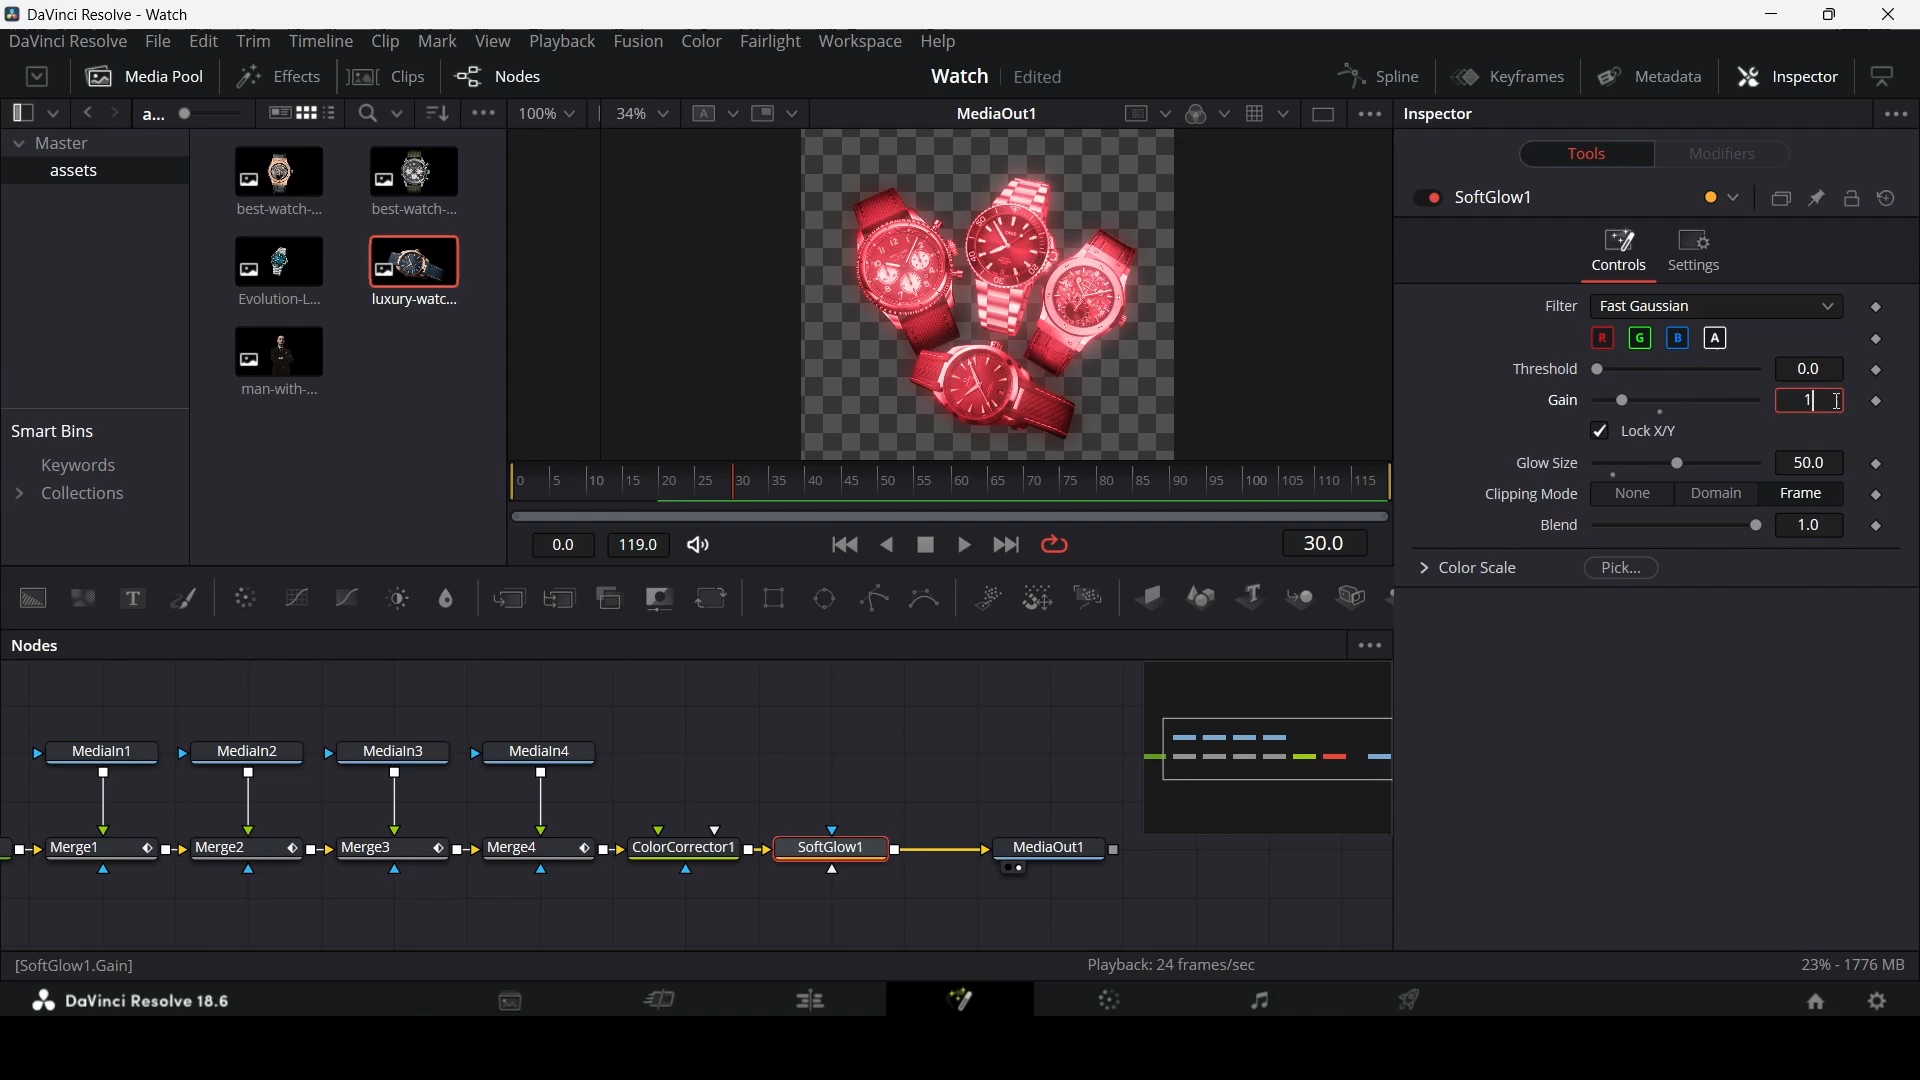 DaVinci Resolve - Watch
DaVinci Resolve File Edit Trim Timeline Clip Mark View Playback Fusion Color Fairlight Workspace Help
Media Pool Effects Clips Nodes Watch Edited Spline Keyframes Metadata Inspector
a... 100% 34% A MediaOut1 Inspector
Master
assets
best-watch-... best-watch-...
Evolution-L... luxury-watc...
man-with-...
Smart Bins
Keywords
Collections
0 5 10 15 20 25 30 35 40 45 50 55 60 65 70 75 80 85 90 95 100 105 110 115
0.0 119.0 30.0
T T
Tools Modifiers
SoftGlow1
Controls Settings
Filter Fast Gaussian
R G B A
Threshold 0.0
Gain 1
Lock X/Y
Glow Size 50.0
Clipping Mode None Domain Frame
Blend 1.0
Color Scale Pick...
Nodes
MediaIn1 MediaIn2 MediaIn3 MediaIn4
Merge1 Merge2 Merge3 Merge4 ColorCorrector1 SoftGlow1 MediaOut1
[SoftGlow1.Gain] Playback: 24 frames/sec 23% - 1776 MB
DaVinci Resolve 18.6